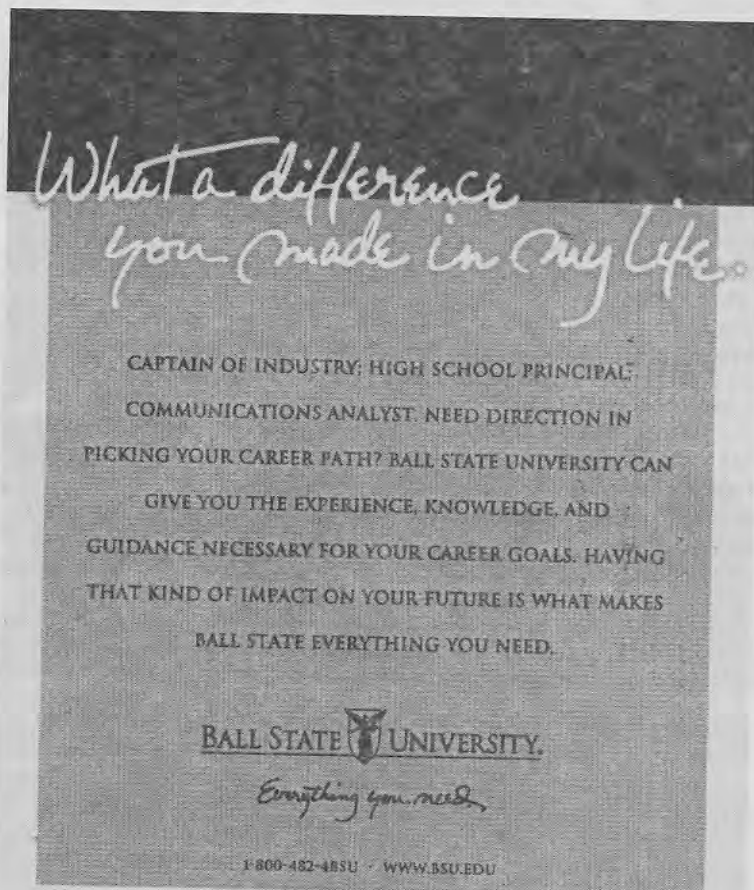 What a difference
you made in my life.
CAPTAIN OF INDUSTRY; HIGH SCHOOL PRINCIPAL;
COMMUNICATIONS ANALYST. NEED DIRECTION IN
PICKING YOUR CAREER PATH? BALL STATE UNIVERSITY CAN
GIVE YOU THE EXPERIENCE, KNOWLEDGE, AND
GUIDANCE NECESSARY FOR YOUR CAREER GOALS. HAVING
THAT KIND OF IMPACT ON YOUR FUTURE IS WHAT MAKES
BALL STATE EVERYTHING YOU NEED.
BALL STATE UNIVERSITY.
Everything you need.
1-800-482-4BSU · WWW.BSU.EDU